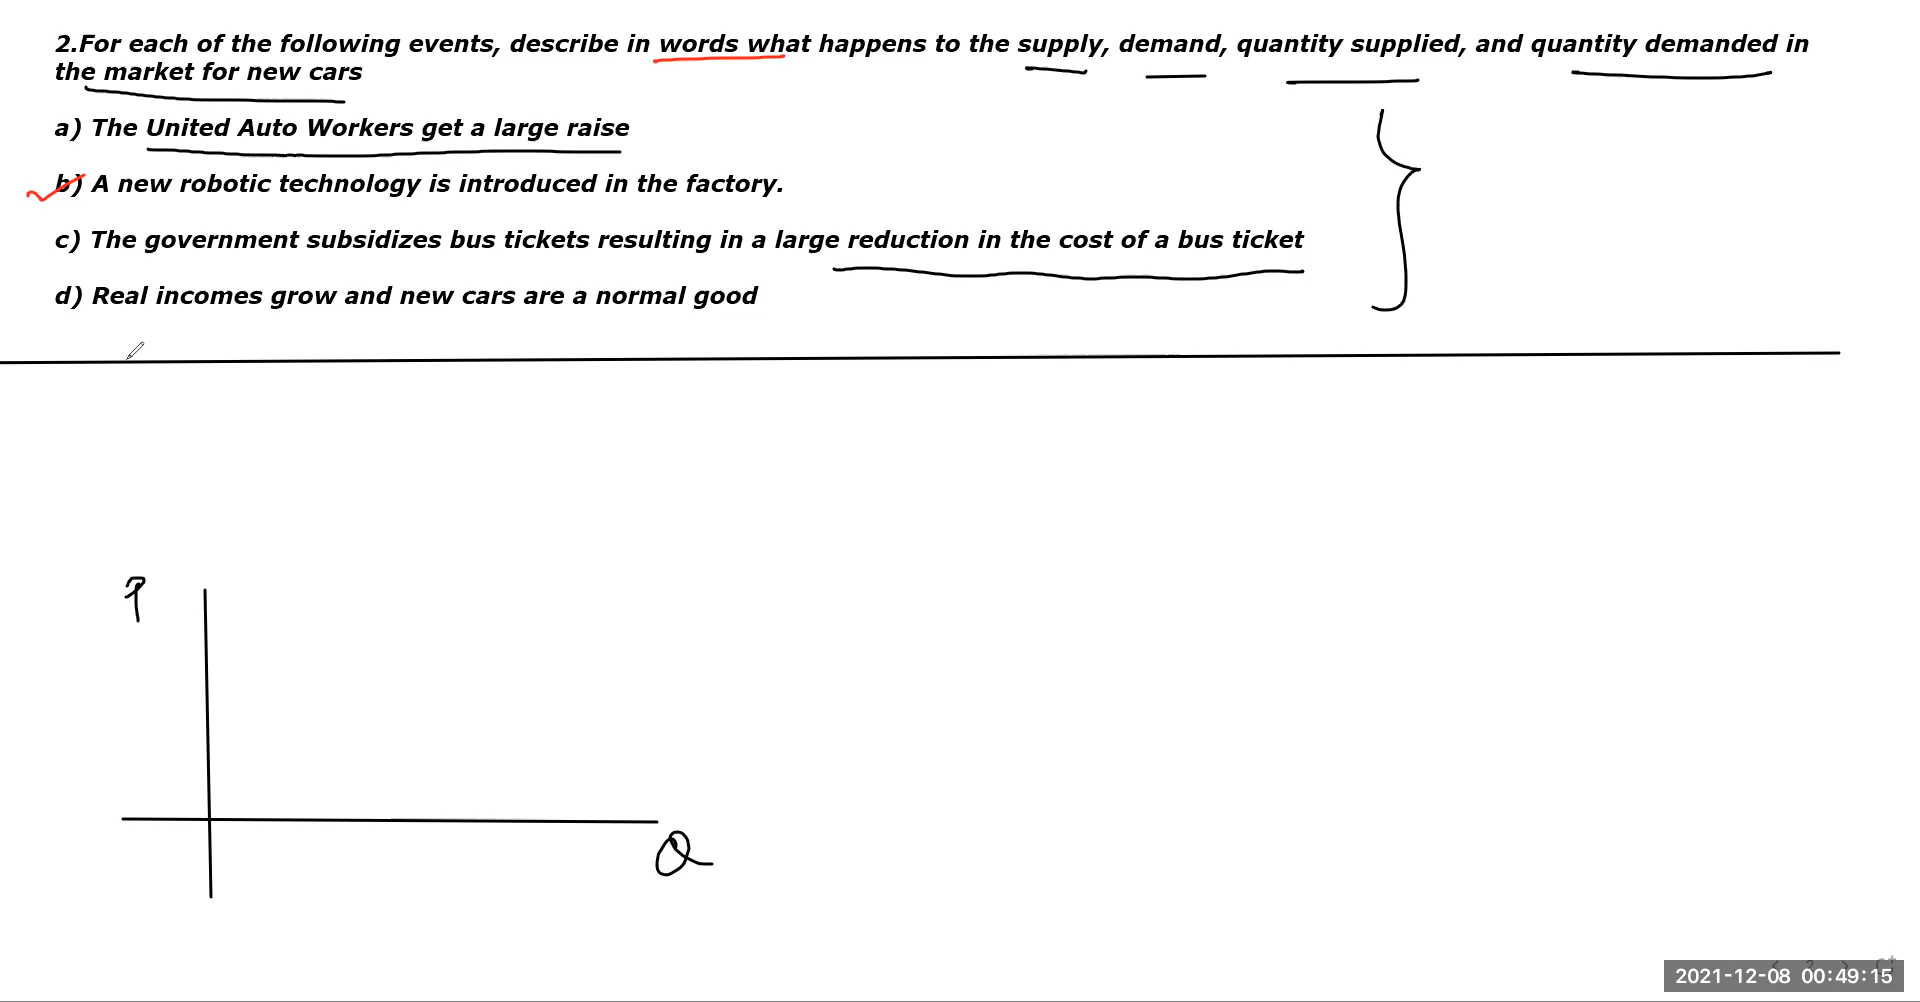 2.For each of the following events, describe in words what happens to the supply, demand, quantity supplied, and quantity demanded in
the market for new cars
a) The United Auto Workers get a large raise
b) A new robotic technology is introduced in the factory.
c) The government subsidizes bus tickets resulting in a large reduction in the cost of a bus ticket
d) Real incomes grow and new cars are a normal good
P
Q
2021-12-08 00:49:15